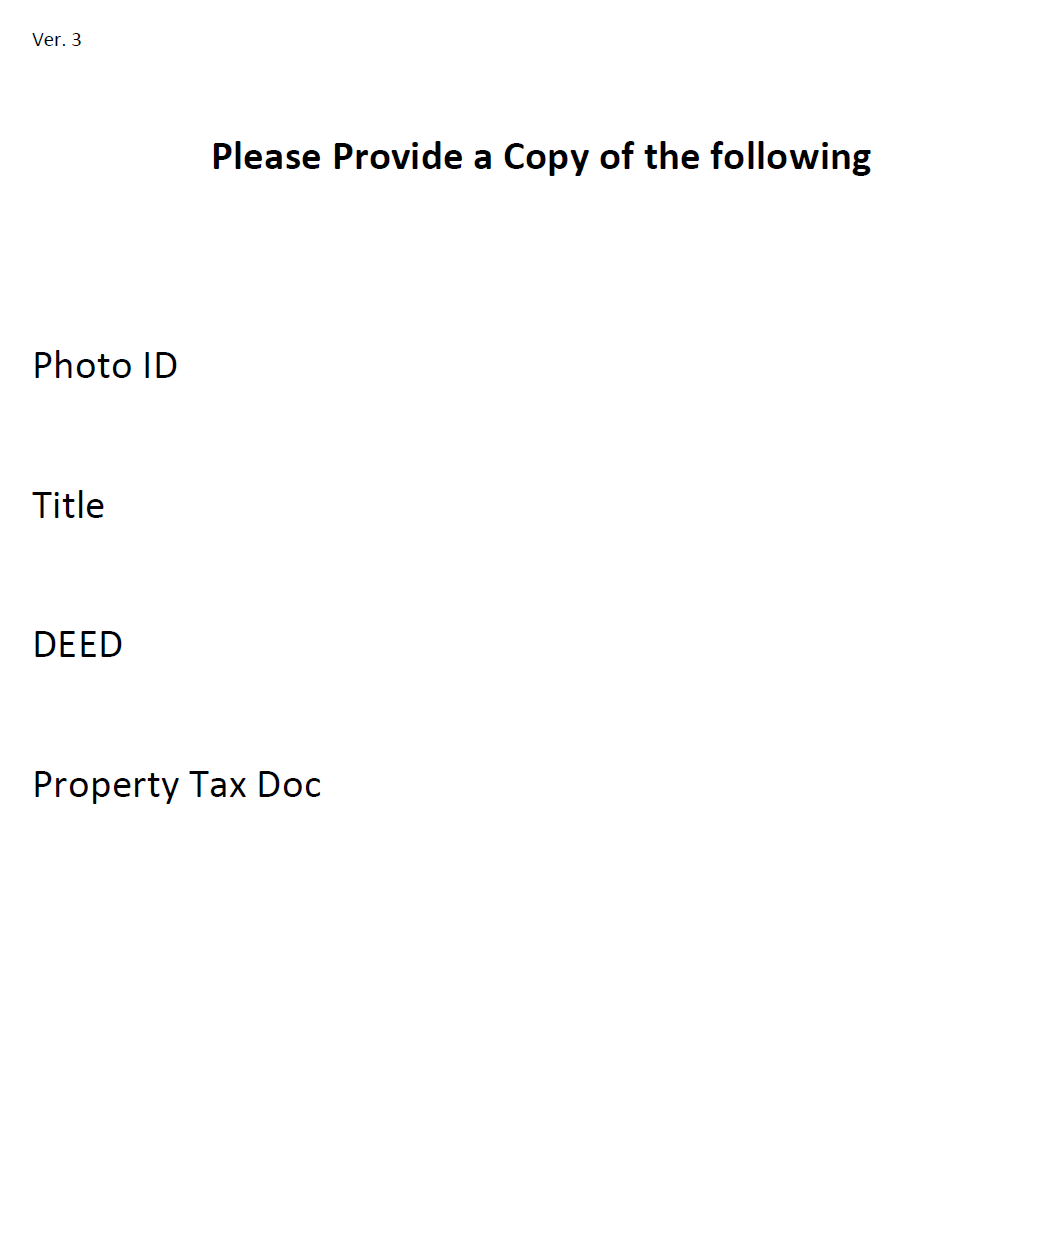 Ver. 3
Please Provide a Copy of the following
Photo ID
Title
DEED
Property Tax Doc